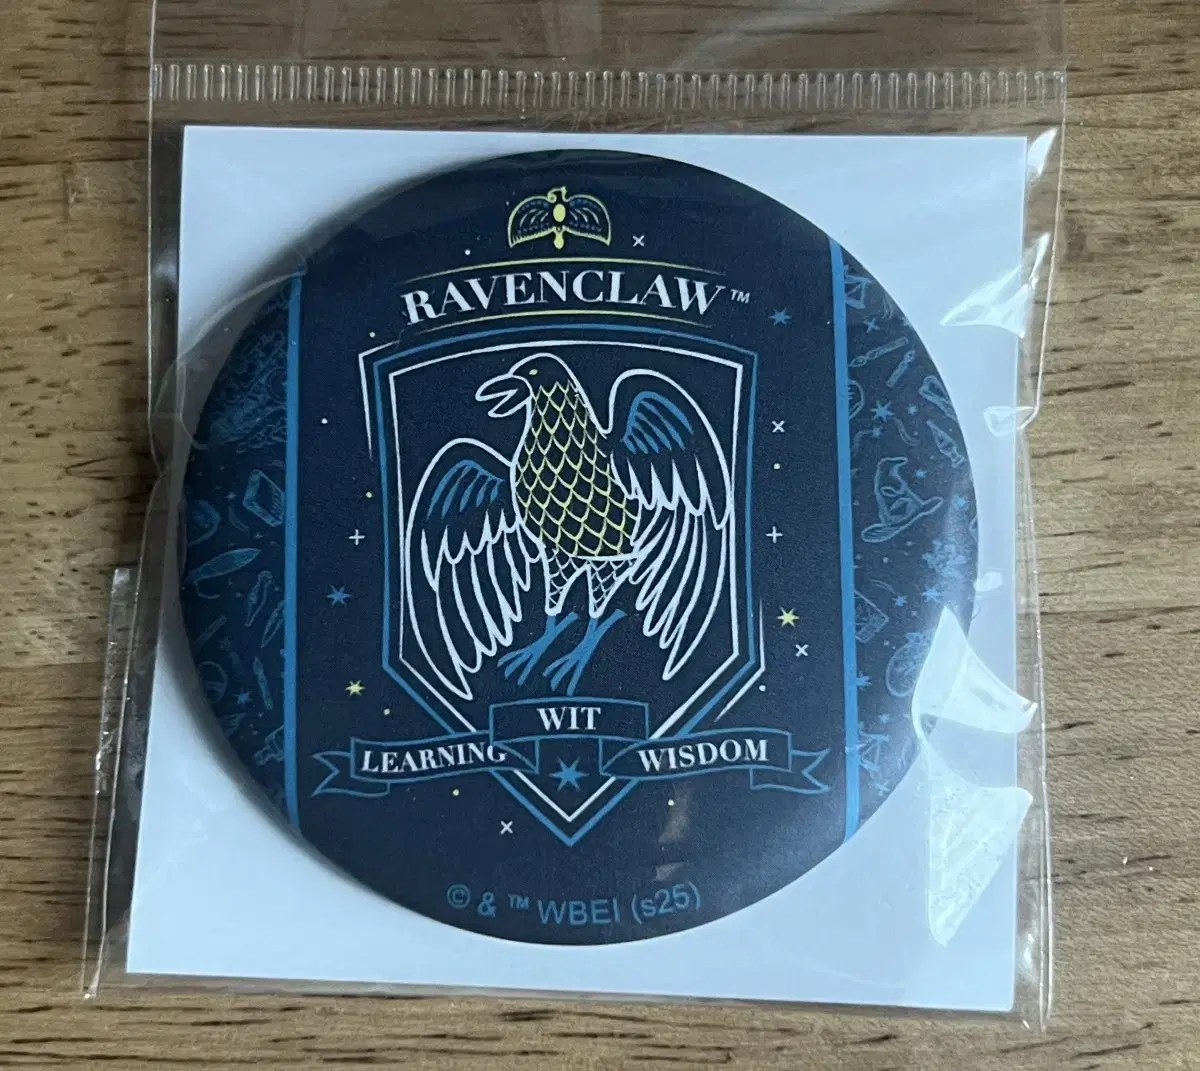 RAVENCLAW™
WIT
LEARNING WISDOM
© & ™ WBEI (s25)